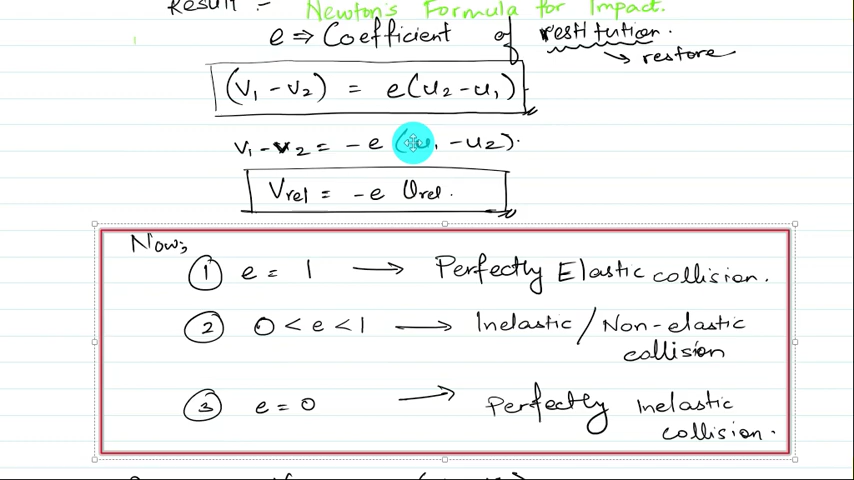 Result :- Newton's Formula for Impact.
e ⇒ Coefficient of restitution.
↳ restore
(V₁ - V₂) = e(u₂ - u₁)
V₁ - V₂ = - e (u₁ - u₂).
Vrel = - e Urel.
Now,
① e = 1 → Perfectly Elastic collision.
② 0 < e < 1 → Inelastic / Non-elastic
collision
③ e = 0 → Perfectly Inelastic
collision.